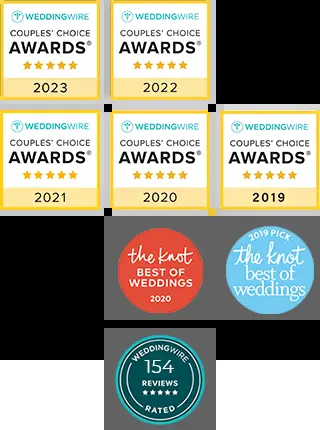 WEDDINGWIRE
COUPLES' CHOICE
AWARDS®
2023
WEDDINGWIRE
COUPLES' CHOICE
AWARDS®
2022
WEDDINGWIRE
COUPLES' CHOICE
AWARDS®
2021
WEDDINGWIRE
COUPLES' CHOICE
AWARDS®
2020
WEDDINGWIRE
COUPLES' CHOICE
AWARDS®
2019
the knot
BEST OF
WEDDINGS
2020
2019 PICK
the knot
best of
weddings
WEDDINGWIRE
154
REVIEWS
RATED